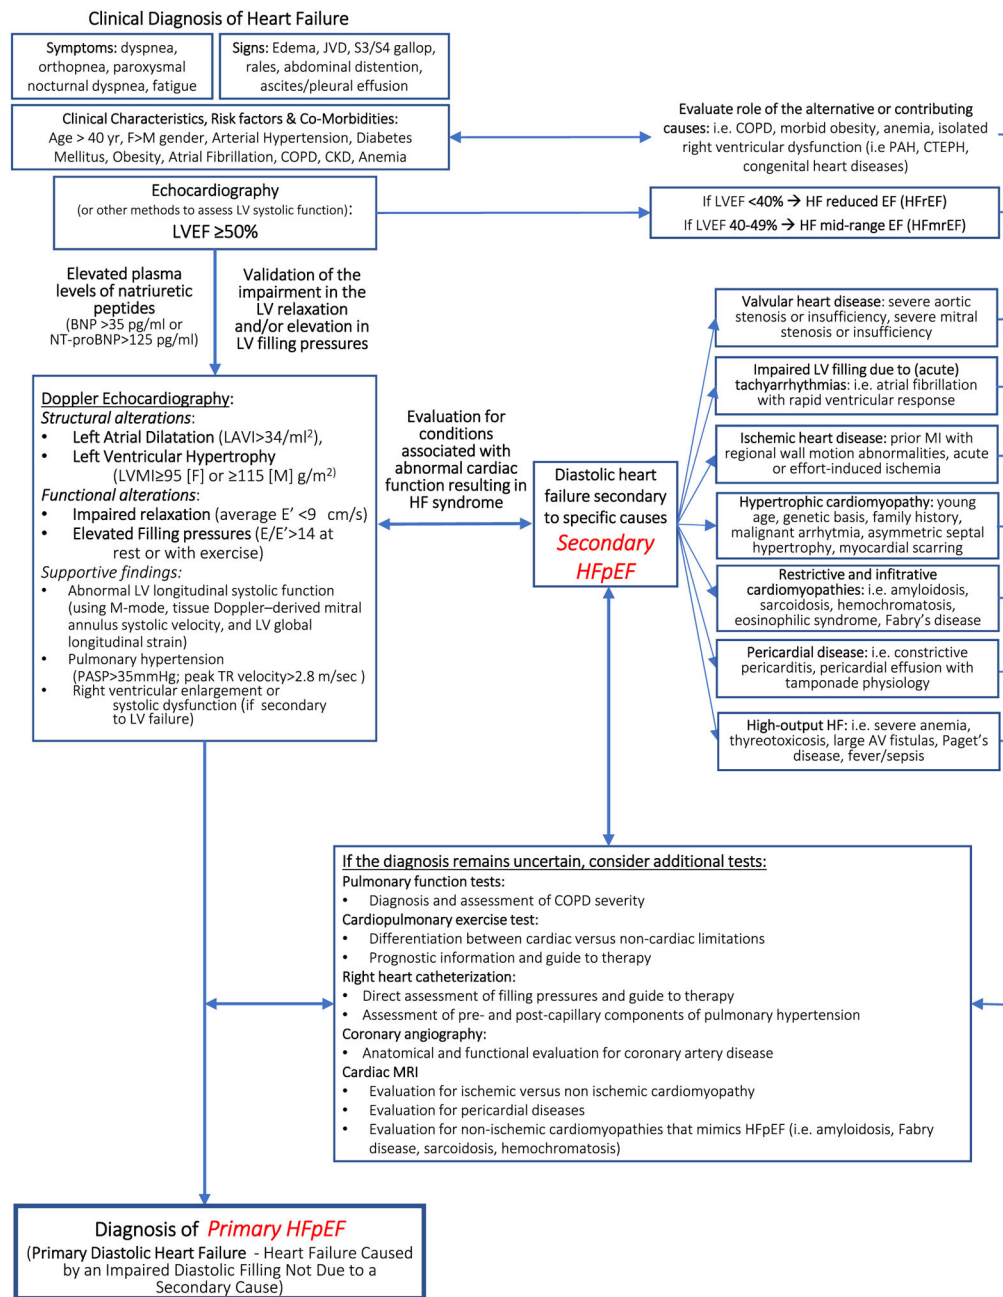 Clinical Diagnosis of Heart Failure
Symptoms: dyspnea,
orthopnea, paroxysmal
nocturnal dyspnea, fatigue
Signs: Edema, JVD, S3/S4 gallop,
rales, abdominal distention,
ascites/pleural effusion
Clinical Characteristics, Risk factors & Co-Morbidities:
Age > 40 yr, F>M gender, Arterial Hypertension, Diabetes
Mellitus, Obesity, Atrial Fibrillation, COPD, CKD, Anemia
Evaluate role of the alternative or contributing
causes: i.e. COPD, morbid obesity, anemia, isolated
right ventricular dysfunction (i.e PAH, CTEPH,
congenital heart diseases)
Echocardiography
(or other methods to assess LV systolic function):
LVEF ≥50%
If LVEF <40% → HF reduced EF (HFrEF)
If LVEF 40-49% → HF mid-range EF (HFmrEF)
Elevated plasma
levels of natriuretic
peptides
(BNP >35 pg/ml or
NT-proBNP>125 pg/ml)
Validation of the
impairment in the
LV relaxation
and/or elevation in
LV filling pressures
Doppler Echocardiography:
Structural alterations:
• Left Atrial Dilatation (LAVI>34/ml²),
• Left Ventricular Hypertrophy
(LVMI≥95 [F] or ≥115 [M] g/m²)
Functional alterations:
• Impaired relaxation (average E' <9 cm/s)
• Elevated Filling pressures (E/E'>14 at
rest or with exercise)
Supportive findings:
• Abnormal LV longitudinal systolic function
(using M-mode, tissue Doppler–derived mitral
annulus systolic velocity, and LV global
longitudinal strain)
• Pulmonary hypertension
(PASP>35mmHg; peak TR velocity>2.8 m/sec )
• Right ventricular enlargement or
systolic dysfunction (if secondary
to LV failure)
Evaluation for
conditions
associated with
abnormal cardiac
function resulting in
HF syndrome
Diastolic heart
failure secondary
to specific causes
Secondary
HFpEF
Valvular heart disease: severe aortic
stenosis or insufficiency, severe mitral
stenosis or insufficiency
Impaired LV filling due to (acute)
tachyarrhythmias: i.e. atrial fibrillation
with rapid ventricular response
Ischemic heart disease: prior MI with
regional wall motion abnormalities, acute
or effort-induced ischemia
Hypertrophic cardiomyopathy: young
age, genetic basis, family history,
malignant arrhytmia, asymmetric septal
hypertrophy, myocardial scarring
Restrictive and infitrative
cardiomyopathies: i.e. amyloidosis,
sarcoidosis, hemochromatosis,
eosinophilic syndrome, Fabry's disease
Pericardial disease: i.e. constrictive
pericarditis, pericardial effusion with
tamponade physiology
High-output HF: i.e. severe anemia,
thyreotoxicosis, large AV fistulas, Paget's
disease, fever/sepsis
If the diagnosis remains uncertain, consider additional tests:
Pulmonary function tests:
• Diagnosis and assessment of COPD severity
Cardiopulmonary exercise test:
• Differentiation between cardiac versus non-cardiac limitations
• Prognostic information and guide to therapy
Right heart catheterization:
• Direct assessment of filling pressures and guide to therapy
• Assessment of pre- and post-capillary components of pulmonary hypertension
Coronary angiography:
• Anatomical and functional evaluation for coronary artery disease
Cardiac MRI
• Evaluation for ischemic versus non ischemic cardiomyopathy
• Evaluation for pericardial diseases
• Evaluation for non-ischemic cardiomyopathies that mimics HFpEF (i.e. amyloidosis, Fabry
disease, sarcoidosis, hemochromatosis)
Diagnosis of Primary HFpEF
(Primary Diastolic Heart Failure - Heart Failure Caused
by an Impaired Diastolic Filling Not Due to a
Secondary Cause)